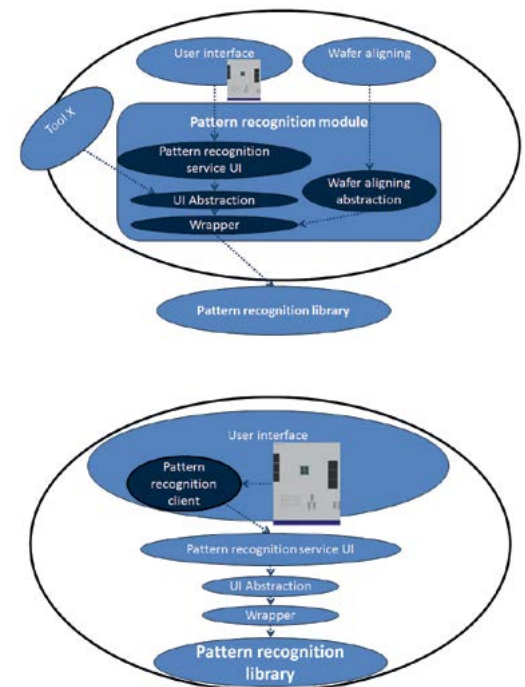 User interface
Wafer aligning
Tool X
Pattern recognition module
Pattern recognition
service UI
UI Abstraction
Wafer aligning
abstraction
Wrapper
Pattern recognition library
User interface
Pattern
recognition
client
Pattern recognition service UI
UI Abstraction
Wrapper
Pattern recognition
library